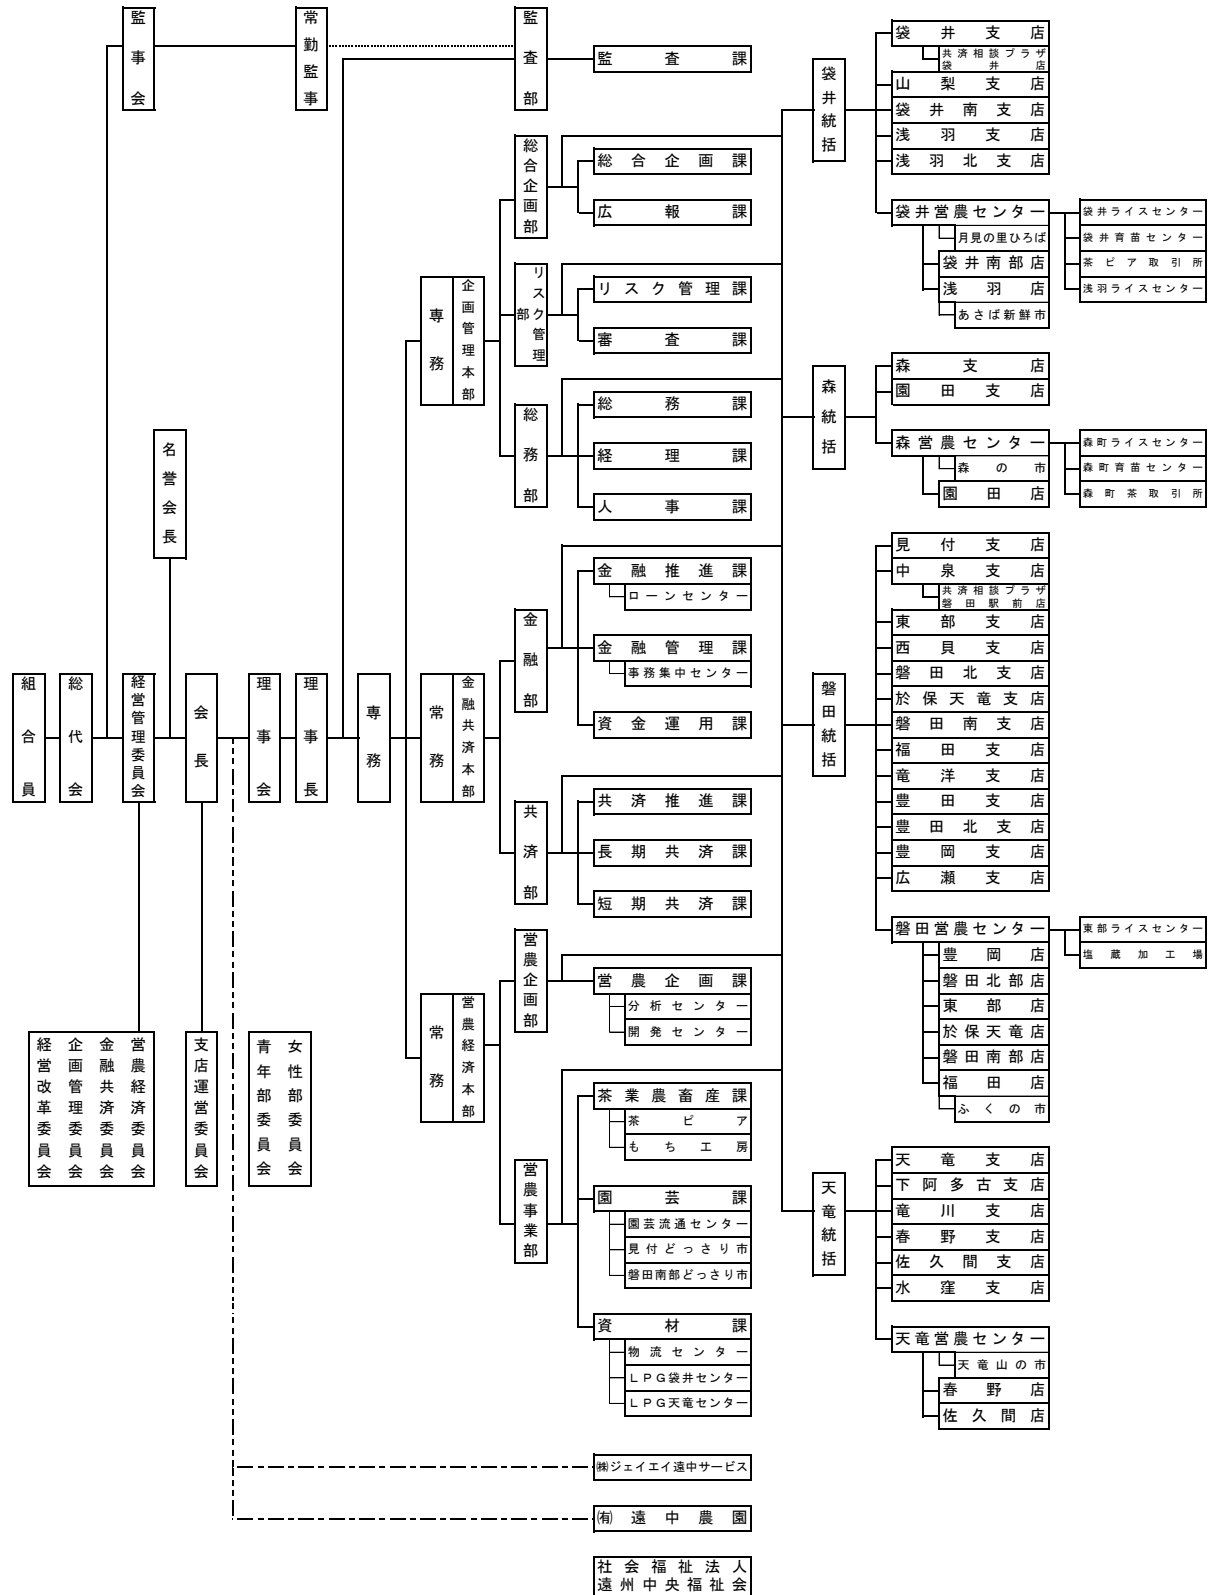 監事会
常勤監事
監査部
監査課
総合企画部
総合企画課
広報課
リスク管理部
リスク管理課
審査課
専務
企画管理本部
総務部
総務課
経理課
人事課
名誉会長
組合員
総代会
経営管理委員会
会長
理事会
理事長
専務
常務
金融共済本部
金融部
金融推進課
ローンセンター
金融管理課
事務集中センター
資金運用課
共済部
共済推進課
長期共済課
短期共済課
常務
営農経済本部
営農企画部
営農企画課
分析センター
開発センター
営農事業部
茶業農畜産課
茶ピア
もち工房
園芸課
園芸流通センター
見付どっさり市
磐田南部どっさり市
資材課
物流センター
LPG袋井センター
LPG天竜センター
経営改革委員会
企画管理委員会
金融共済委員会
営農経済委員会
支店運営委員会
青年部委員会
女性部委員会
㈱ジェイエイ遠中サービス
㈲遠中農園
社会福祉法人
遠州中央福祉会
袋井統括
袋井支店
共済相談プラザ
袋井店
山梨支店
袋井南支店
浅羽支店
浅羽北支店
袋井営農センター
月見の里ひろば
袋井南部店
浅羽店
あさば新鮮市
袋井ライスセンター
袋井育苗センター
茶ピア取引所
浅羽ライスセンター
森統括
森支店
園田支店
森営農センター
森の市
園田店
森町ライスセンター
森町育苗センター
森町茶取引所
磐田統括
見付支店
中泉支店
共済相談プラザ
磐田駅前店
東部支店
西貝支店
磐田北支店
於保天竜支店
磐田南支店
福田支店
竜洋支店
豊田支店
豊田北支店
豊岡支店
広瀬支店
磐田営農センター
豊岡店
磐田北部店
東部店
於保天竜店
磐田南部店
福田店
ふくの市
東部ライスセンター
塩蔵加工場
天竜統括
天竜支店
下阿多古支店
竜川支店
春野支店
佐久間支店
水窪支店
天竜営農センター
天竜山の市
春野店
佐久間店